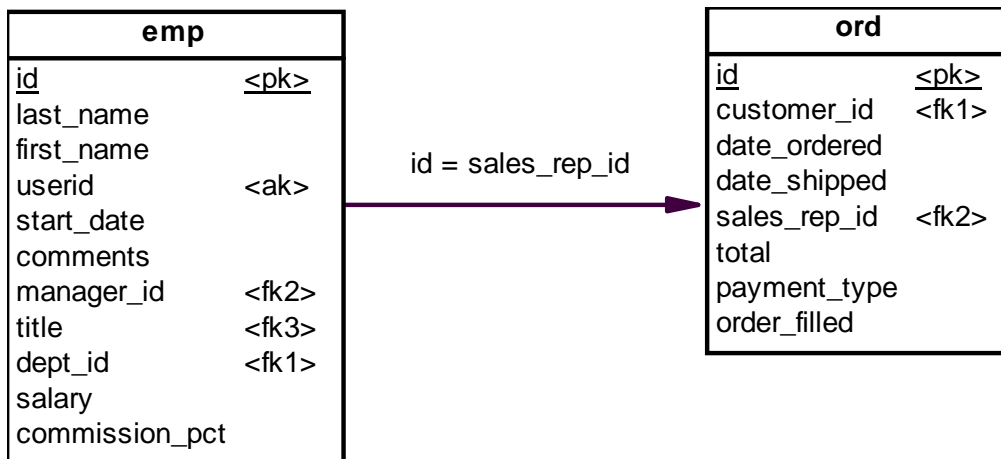 emp
id <pk>
last_name
first_name
userid <ak>
start_date
comments
manager_id <fk2>
title <fk3>
dept_id <fk1>
salary
commission_pct
id = sales_rep_id
ord
id <pk>
customer_id <fk1>
date_ordered
date_shipped
sales_rep_id <fk2>
total
payment_type
order_filled